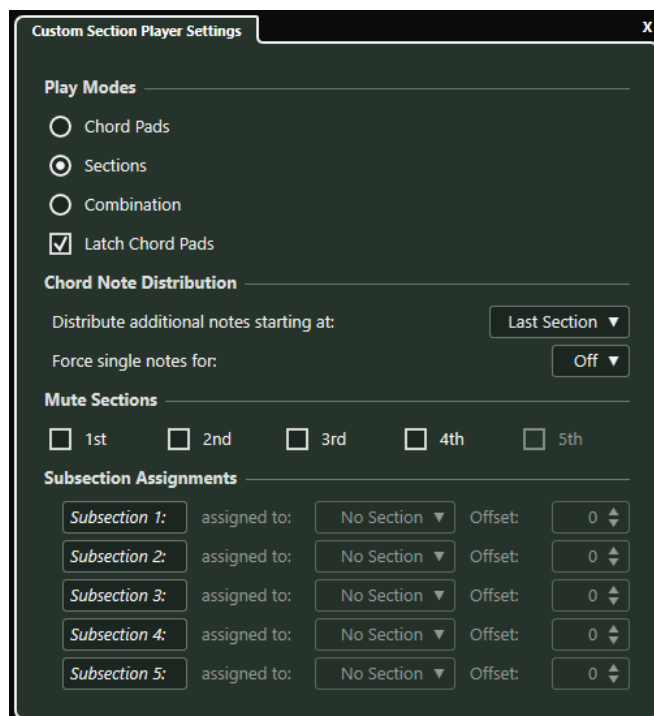 Custom Section Player Settings X
Play Modes
Chord Pads
Sections
Combination
Latch Chord Pads
Chord Note Distribution
Distribute additional notes starting at: Last Section
Force single notes for: Off
Mute Sections
1st 2nd 3rd 4th 5th
Subsection Assignments
Subsection 1: assigned to: No Section Offset: 0
Subsection 2: assigned to: No Section Offset: 0
Subsection 3: assigned to: No Section Offset: 0
Subsection 4: assigned to: No Section Offset: 0
Subsection 5: assigned to: No Section Offset: 0